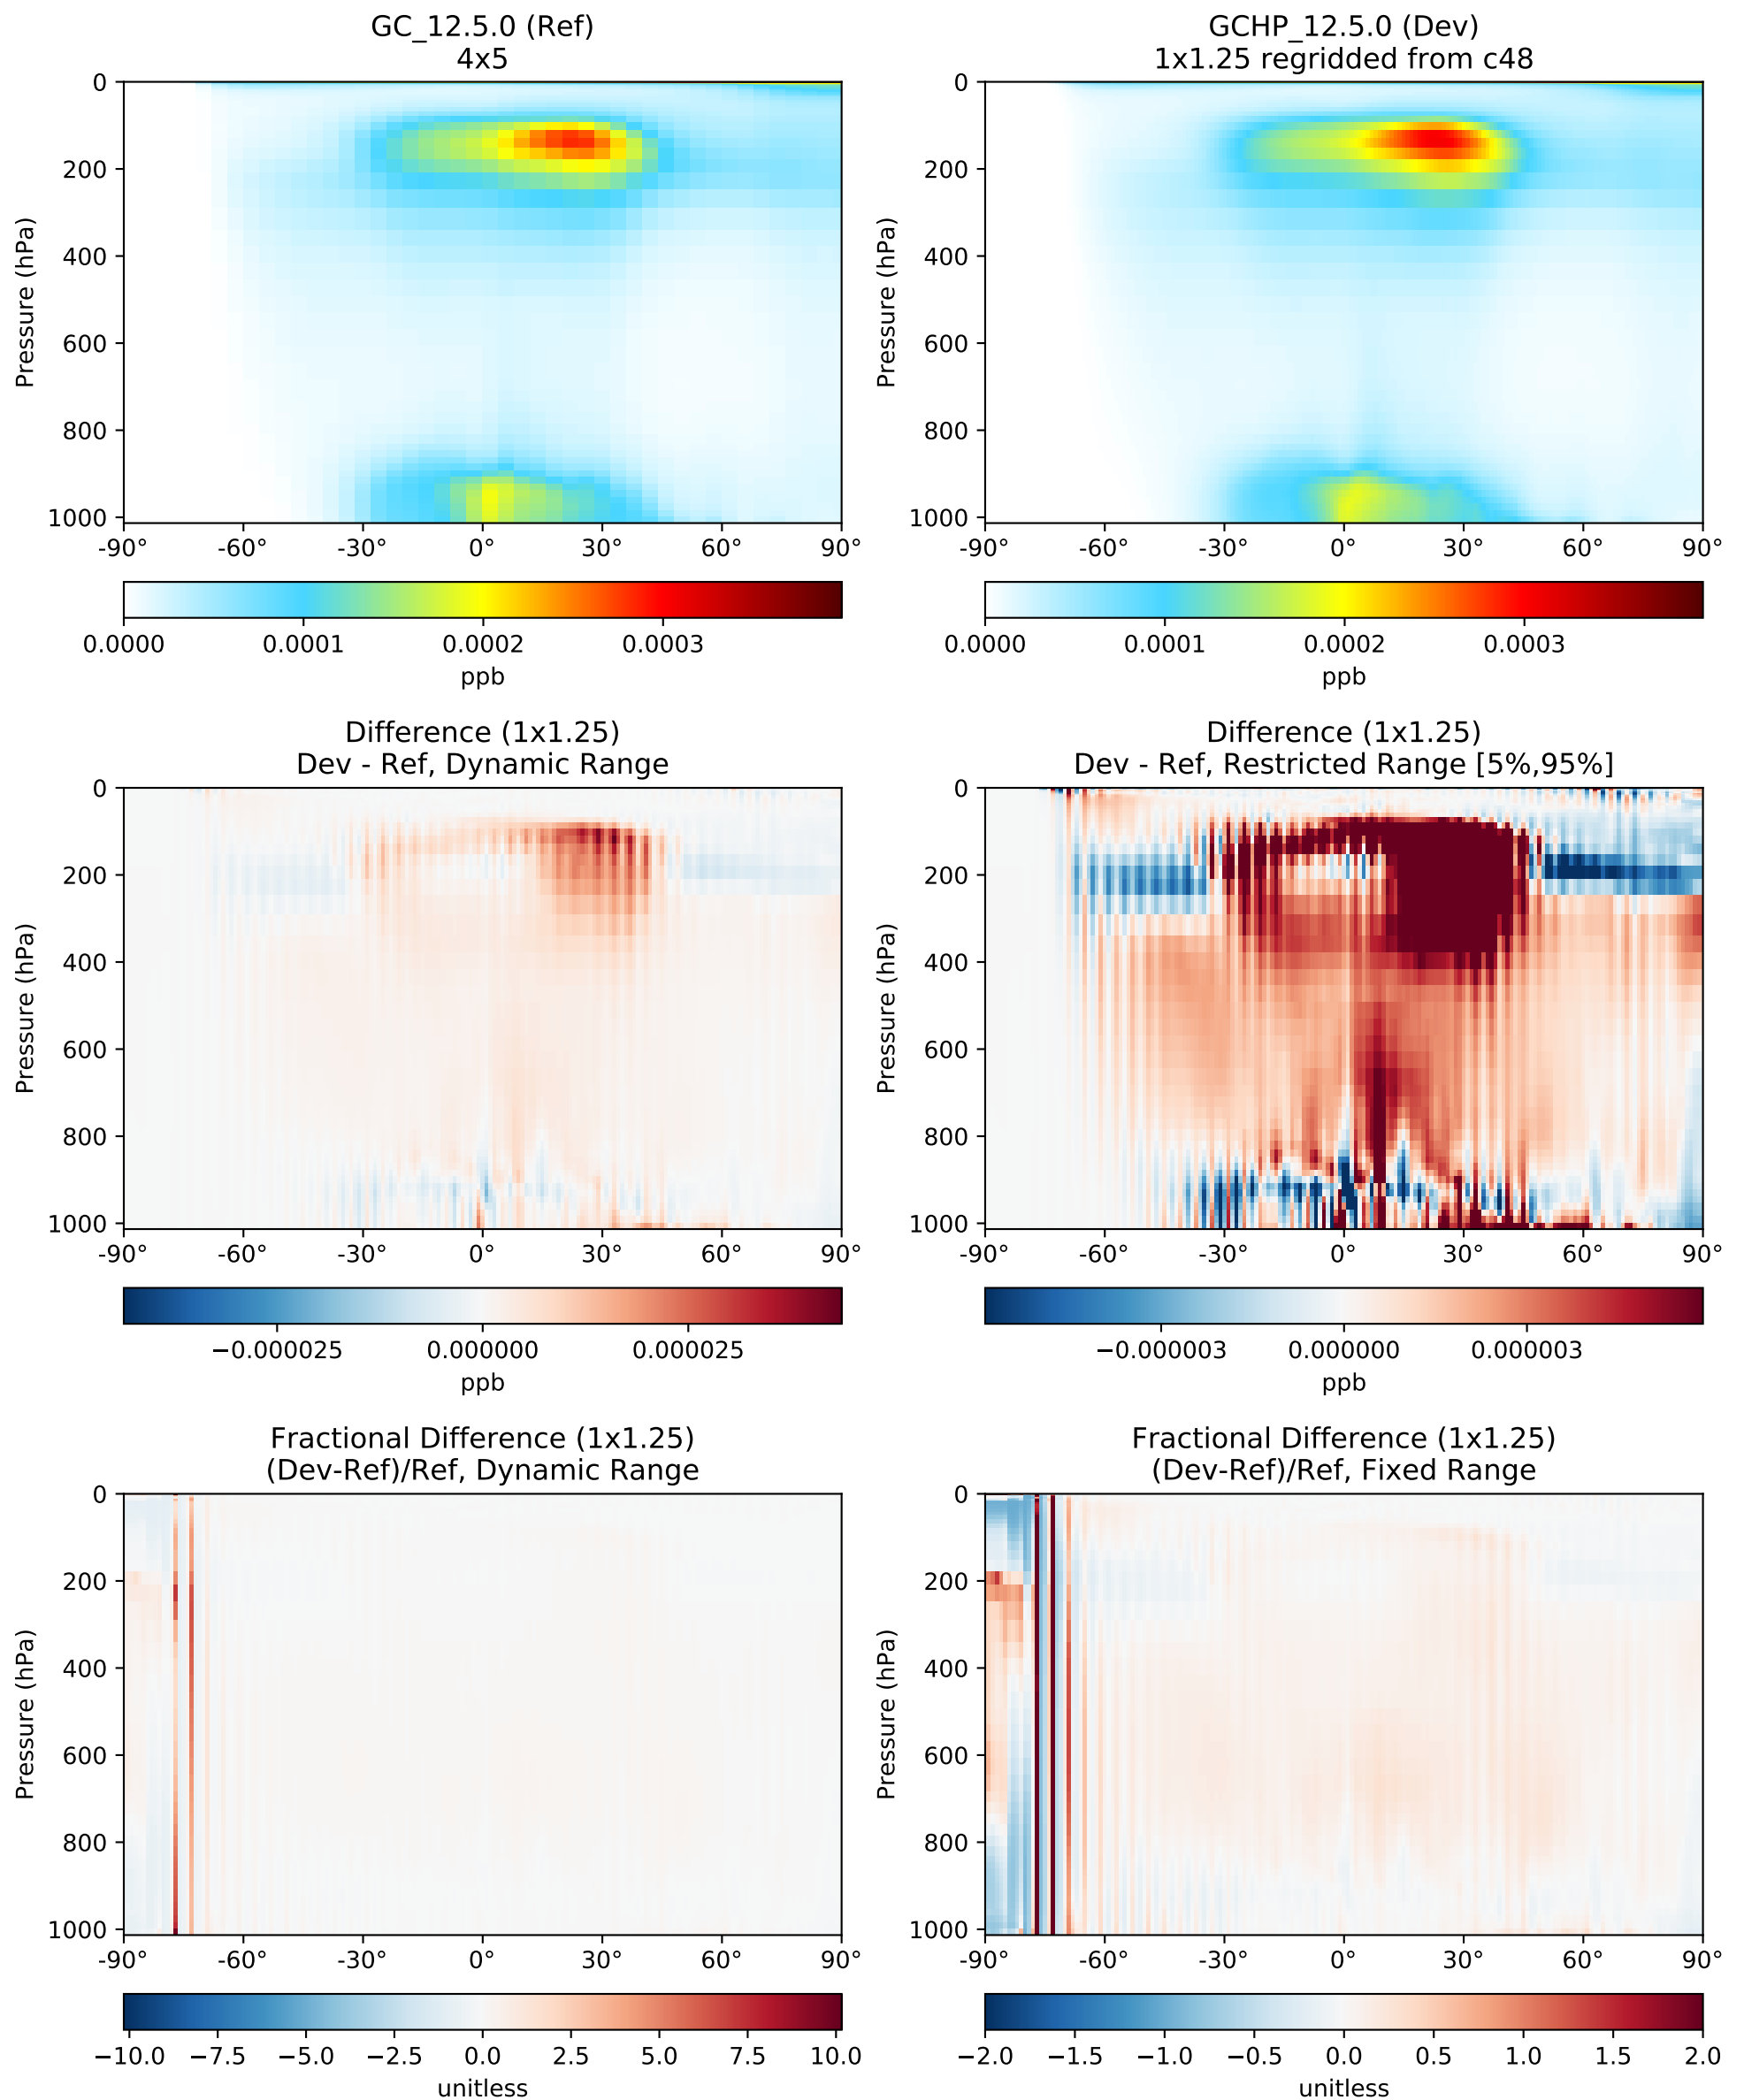 GC_12.5.0 (Ref)
4x5
Pressure (hPa)
0
200
400
600
800
1000
-90° -60° -30° 0° 30° 60° 90°
0.0000 0.0001 0.0002 0.0003
ppb
GCHP_12.5.0 (Dev)
1x1.25 regridded from c48
Pressure (hPa)
0
200
400
600
800
1000
-90° -60° -30° 0° 30° 60° 90°
0.0000 0.0001 0.0002 0.0003
ppb
Difference (1x1.25)
Dev - Ref, Dynamic Range
Pressure (hPa)
0
200
400
600
800
1000
-90° -60° -30° 0° 30° 60° 90°
−0.000025 0.000000 0.000025
ppb
Difference (1x1.25)
Dev - Ref, Restricted Range [5%,95%]
Pressure (hPa)
0
200
400
600
800
1000
-90° -60° -30° 0° 30° 60° 90°
−0.000003 0.000000 0.000003
ppb
Fractional Difference (1x1.25)
(Dev-Ref)/Ref, Dynamic Range
Pressure (hPa)
0
200
400
600
800
1000
-90° -60° -30° 0° 30° 60° 90°
−10.0 −7.5 −5.0 −2.5 0.0 2.5 5.0 7.5 10.0
unitless
Fractional Difference (1x1.25)
(Dev-Ref)/Ref, Fixed Range
Pressure (hPa)
0
200
400
600
800
1000
-90° -60° -30° 0° 30° 60° 90°
−2.0 −1.5 −1.0 −0.5 0.0 0.5 1.0 1.5 2.0
unitless